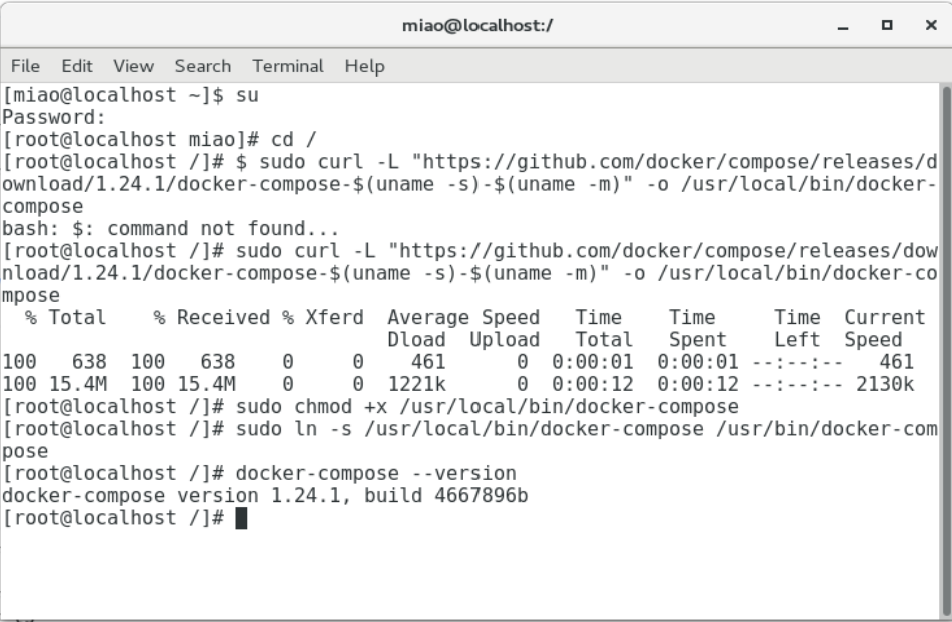 miao@localhost:/
File Edit View Search Terminal Help
[miao@localhost ~]$ su
Password:
[root@localhost miao]# cd /
[root@localhost /]# $ sudo curl -L "https://github.com/docker/compose/releases/d
ownload/1.24.1/docker-compose-$(uname -s)-$(uname -m)" -o /usr/local/bin/docker-
compose
bash: $: command not found...
[root@localhost /]# sudo curl -L "https://github.com/docker/compose/releases/dow
nload/1.24.1/docker-compose-$(uname -s)-$(uname -m)" -o /usr/local/bin/docker-co
mpose
  % Total    % Received % Xferd  Average Speed   Time    Time     Time  Current
                                 Dload  Upload   Total   Spent    Left  Speed
100   638  100   638    0     0    461      0  0:00:01  0:00:01 --:--:--   461
100 15.4M  100 15.4M    0     0  1221k      0  0:00:12  0:00:12 --:--:-- 2130k
[root@localhost /]# sudo chmod +x /usr/local/bin/docker-compose
[root@localhost /]# sudo ln -s /usr/local/bin/docker-compose /usr/bin/docker-com
pose
[root@localhost /]# docker-compose --version
docker-compose version 1.24.1, build 4667896b
[root@localhost /]#